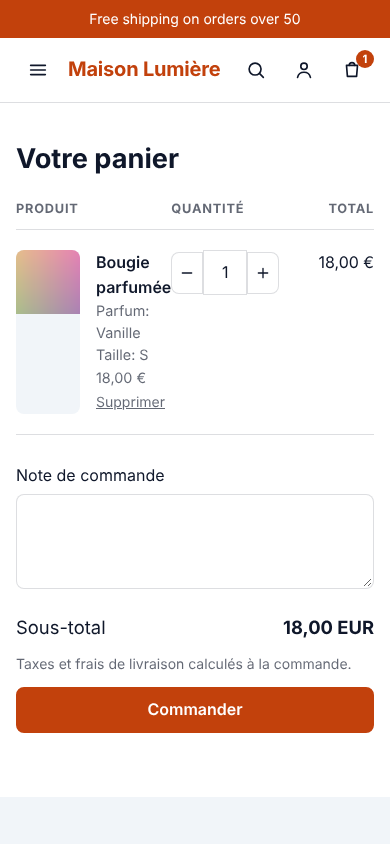 Free shipping on orders over 50
Maison Lumière
1
Votre panier
PRODUIT QUANTITÉ TOTAL
Bougie
parfumée
Parfum:
Vanille
Taille: S
18,00 €
Supprimer
− 1 +
18,00 €
Note de commande
Sous-total 18,00 EUR
Taxes et frais de livraison calculés à la commande.
Commander